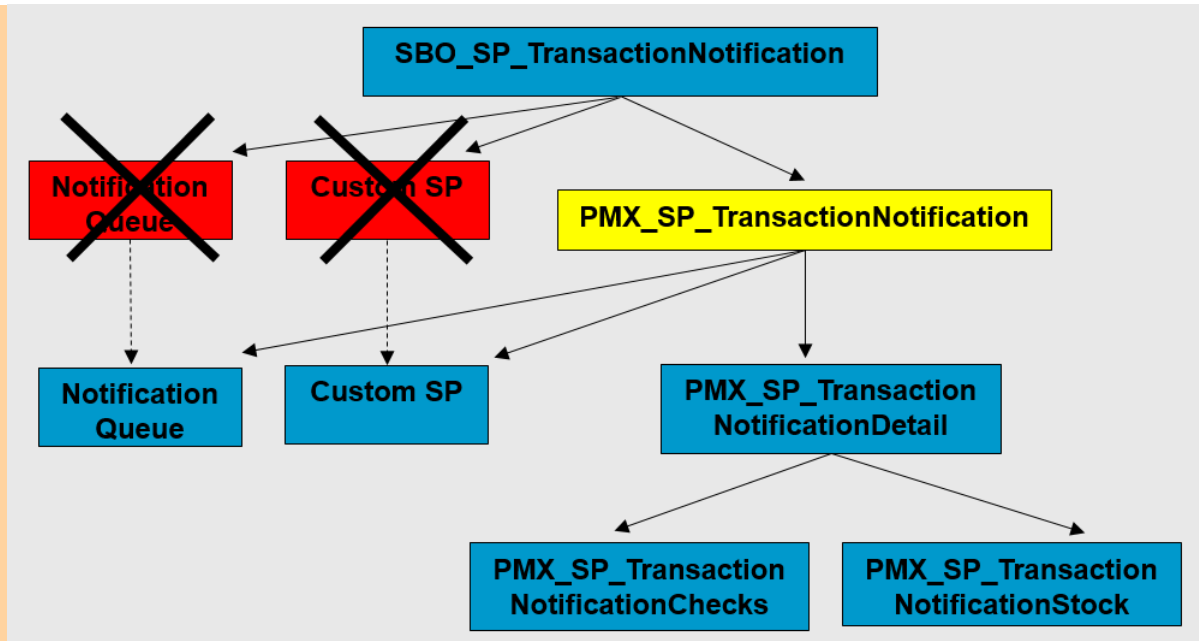 SBO_SP_TransactionNotification
Notification
Queue
Custom SP
PMX_SP_TransactionNotification
Notification
Queue
Custom SP
PMX_SP_Transaction
NotificationDetail
PMX_SP_Transaction
NotificationChecks
PMX_SP_Transaction
NotificationStock